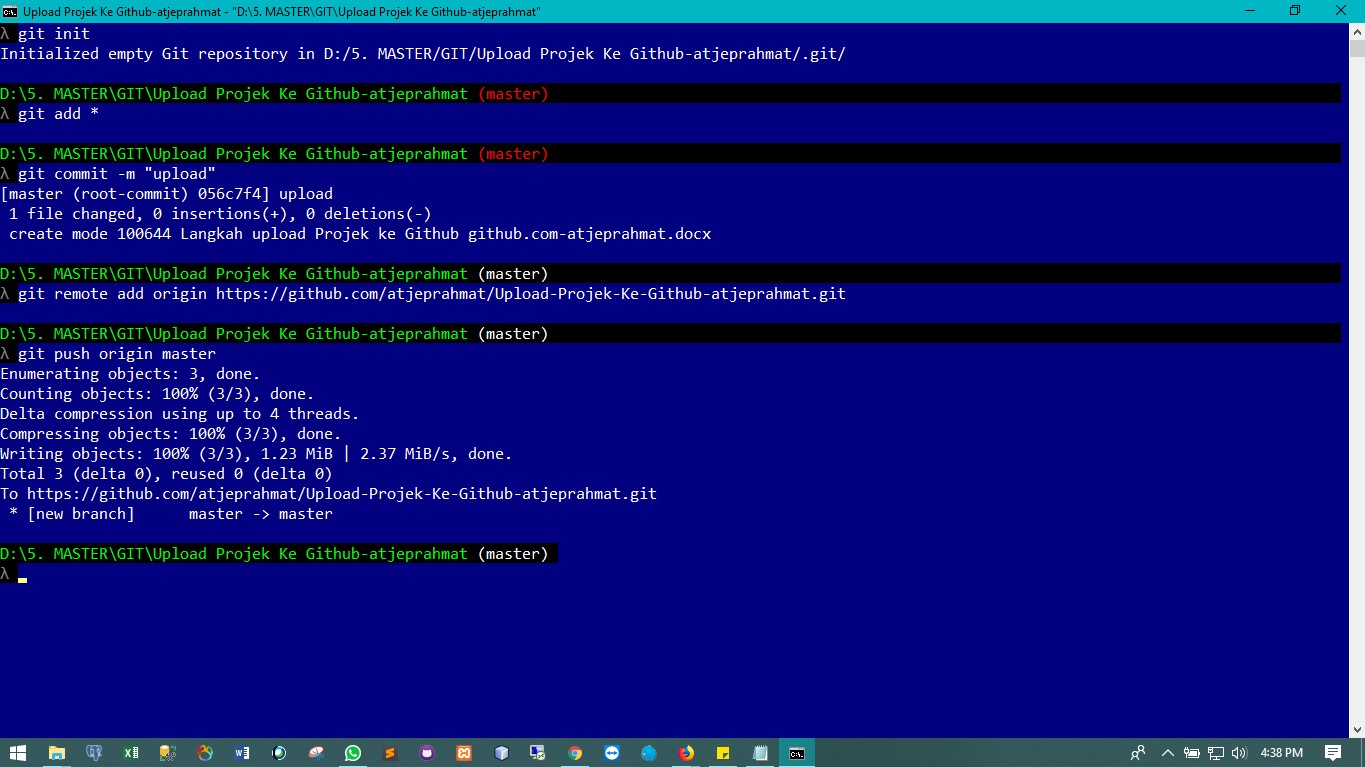 Upload Projek Ke Github-atjeprahmat - "D:\5. MASTER\GIT\Upload Projek Ke Github-atjeprahmat"
λ git init
Initialized empty Git repository in D:/5. MASTER/GIT/Upload Projek Ke Github-atjeprahmat/.git/
D:\5. MASTER\GIT\Upload Projek Ke Github-atjeprahmat (master)
λ git add *
D:\5. MASTER\GIT\Upload Projek Ke Github-atjeprahmat (master)
λ git commit -m "upload"
[master (root-commit) 056c7f4] upload
 1 file changed, 0 insertions(+), 0 deletions(-)
 create mode 100644 Langkah upload Projek ke Github github.com-atjeprahmat.docx
D:\5. MASTER\GIT\Upload Projek Ke Github-atjeprahmat (master)
λ git remote add origin https://github.com/atjeprahmat/Upload-Projek-Ke-Github-atjeprahmat.git
D:\5. MASTER\GIT\Upload Projek Ke Github-atjeprahmat (master)
λ git push origin master
Enumerating objects: 3, done.
Counting objects: 100% (3/3), done.
Delta compression using up to 4 threads.
Compressing objects: 100% (3/3), done.
Writing objects: 100% (3/3), 1.23 MiB | 2.37 MiB/s, done.
Total 3 (delta 0), reused 0 (delta 0)
To https://github.com/atjeprahmat/Upload-Projek-Ke-Github-atjeprahmat.git
 * [new branch]      master -> master
D:\5. MASTER\GIT\Upload Projek Ke Github-atjeprahmat (master)
λ
4:38 PM